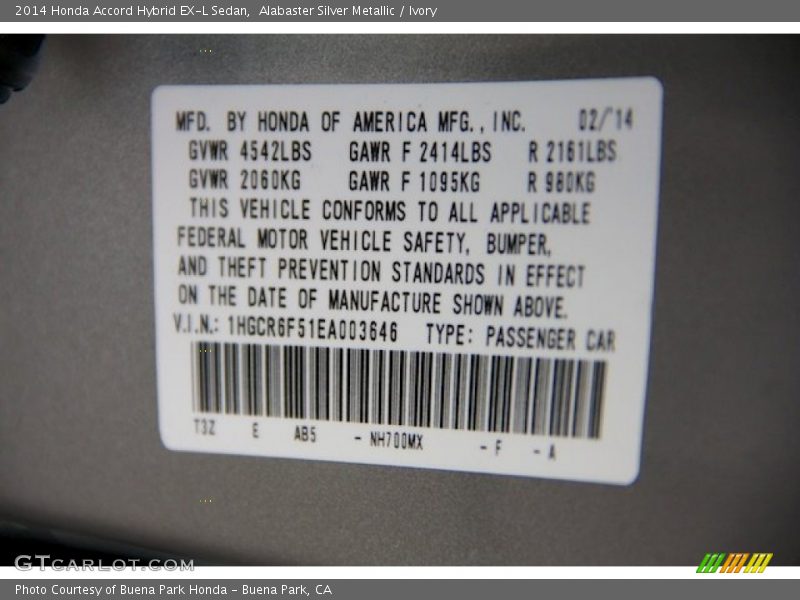 2014 Honda Accord Hybrid EX-L Sedan,  Alabaster Silver Metallic / Ivory
MFD. BY HONDA OF AMERICA MFG., INC. 02/14
GVWR 4542LBS GAWR F 2414LBS R 2161LBS
GVWR 2060KG GAWR F 1095KG R 980KG
THIS VEHICLE CONFORMS TO ALL APPLICABLE
FEDERAL MOTOR VEHICLE SAFETY, BUMPER,
AND THEFT PREVENTION STANDARDS IN EFFECT
ON THE DATE OF MANUFACTURE SHOWN ABOVE.
V.I.N.: 1HGCR6F51EA003646 TYPE: PASSENGER CAR
T3Z E AB5 - NH700MX - F - A
GTCARLOT.COM
Photo Courtesy of Buena Park Honda - Buena Park, CA